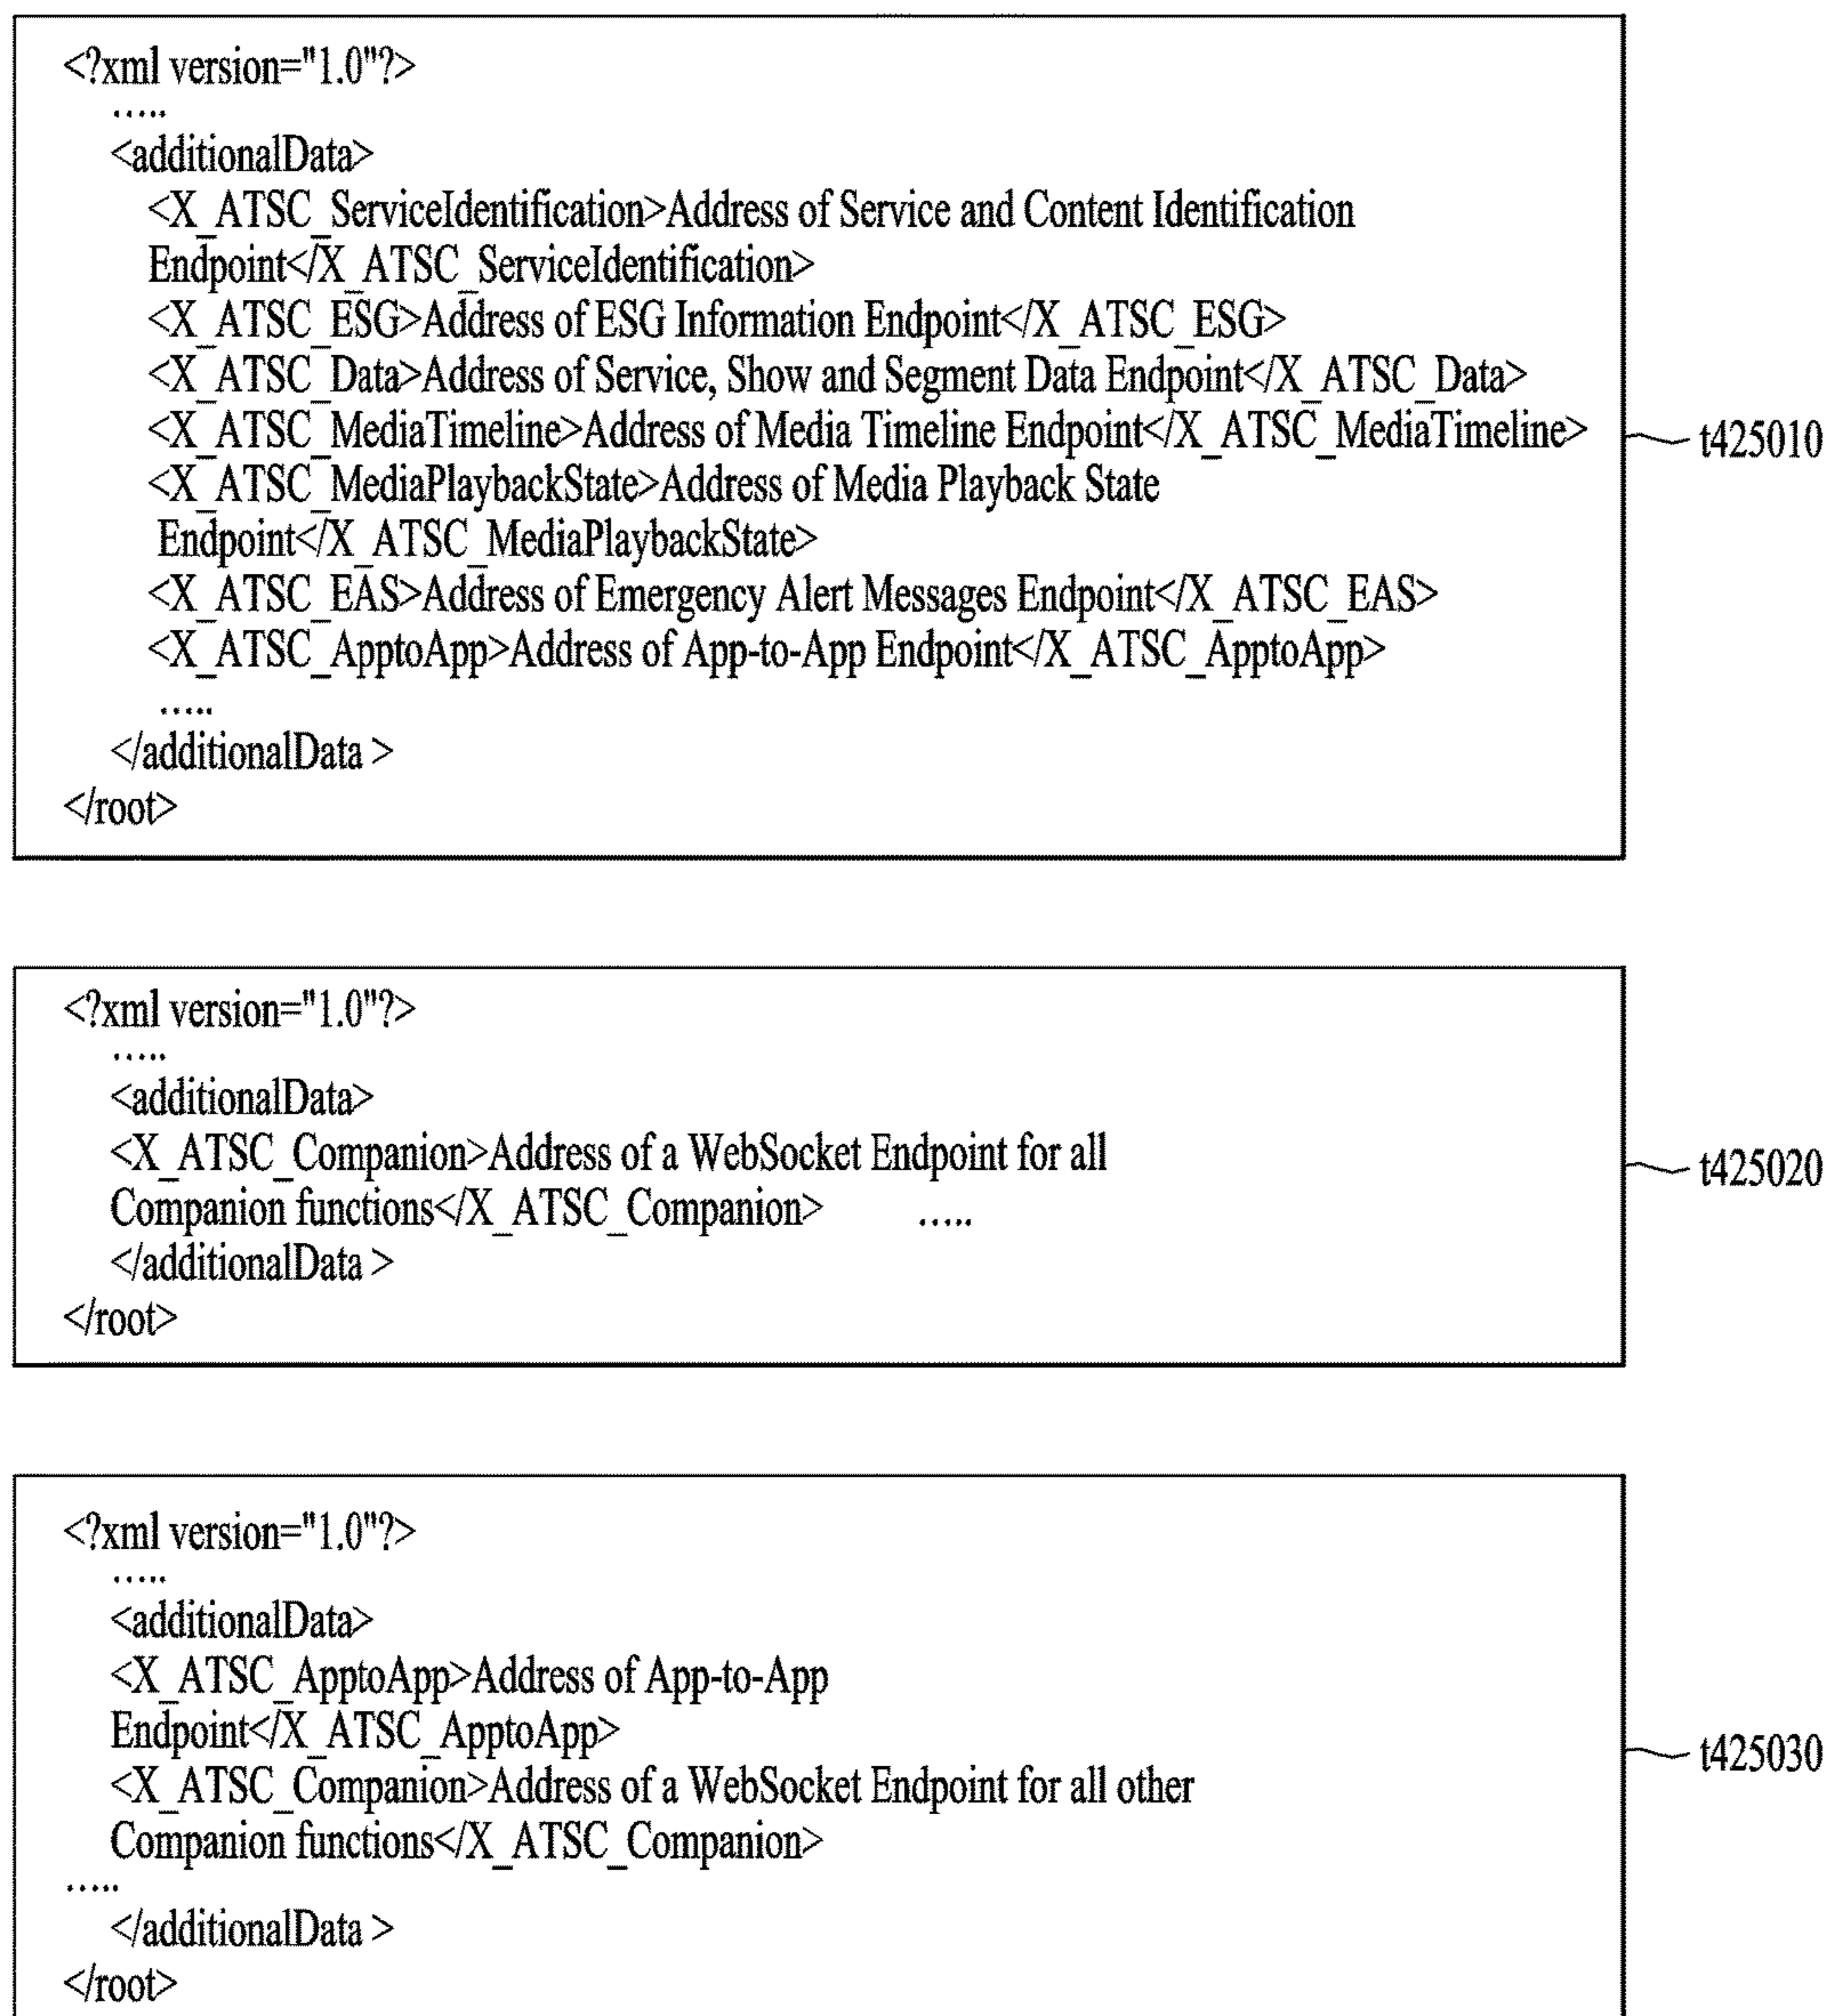 <?xml version="1.0"?>
.....
<additionalData>
<X_ATSC_ServiceIdentification>Address of Service and Content Identification
Endpoint</X_ATSC_ServiceIdentification>
<X_ATSC_ESG>Address of ESG Information Endpoint</X_ATSC_ESG>
<X_ATSC_Data>Address of Service, Show and Segment Data Endpoint</X_ATSC_Data>
<X_ATSC_MediaTimeline>Address of Media Timeline Endpoint</X_ATSC_MediaTimeline>
t425010
<X_ATSC_MediaPlaybackState>Address of Media Playback State
Endpoint</X_ATSC_MediaPlaybackState>
<X_ATSC_EAS>Address of Emergency Alert Messages Endpoint</X_ATSC_EAS>
<X_ATSC_ApptoApp>Address of App-to-App Endpoint</X_ATSC_ApptoApp>
.....
</additionalData >
</root>
<?xml version="1.0"?>
.....
<additionalData>
<X_ATSC_Companion>Address of a WebSocket Endpoint for all
t425020
Companion functions</X_ATSC_Companion> .....
</additionalData >
</root>
<?xml version="1.0"?>
.....
<additionalData>
<X_ATSC_ApptoApp>Address of App-to-App
Endpoint</X_ATSC_ApptoApp>
t425030
<X_ATSC_Companion>Address of a WebSocket Endpoint for all other
Companion functions</X_ATSC_Companion>
.....
</additionalData >
</root>